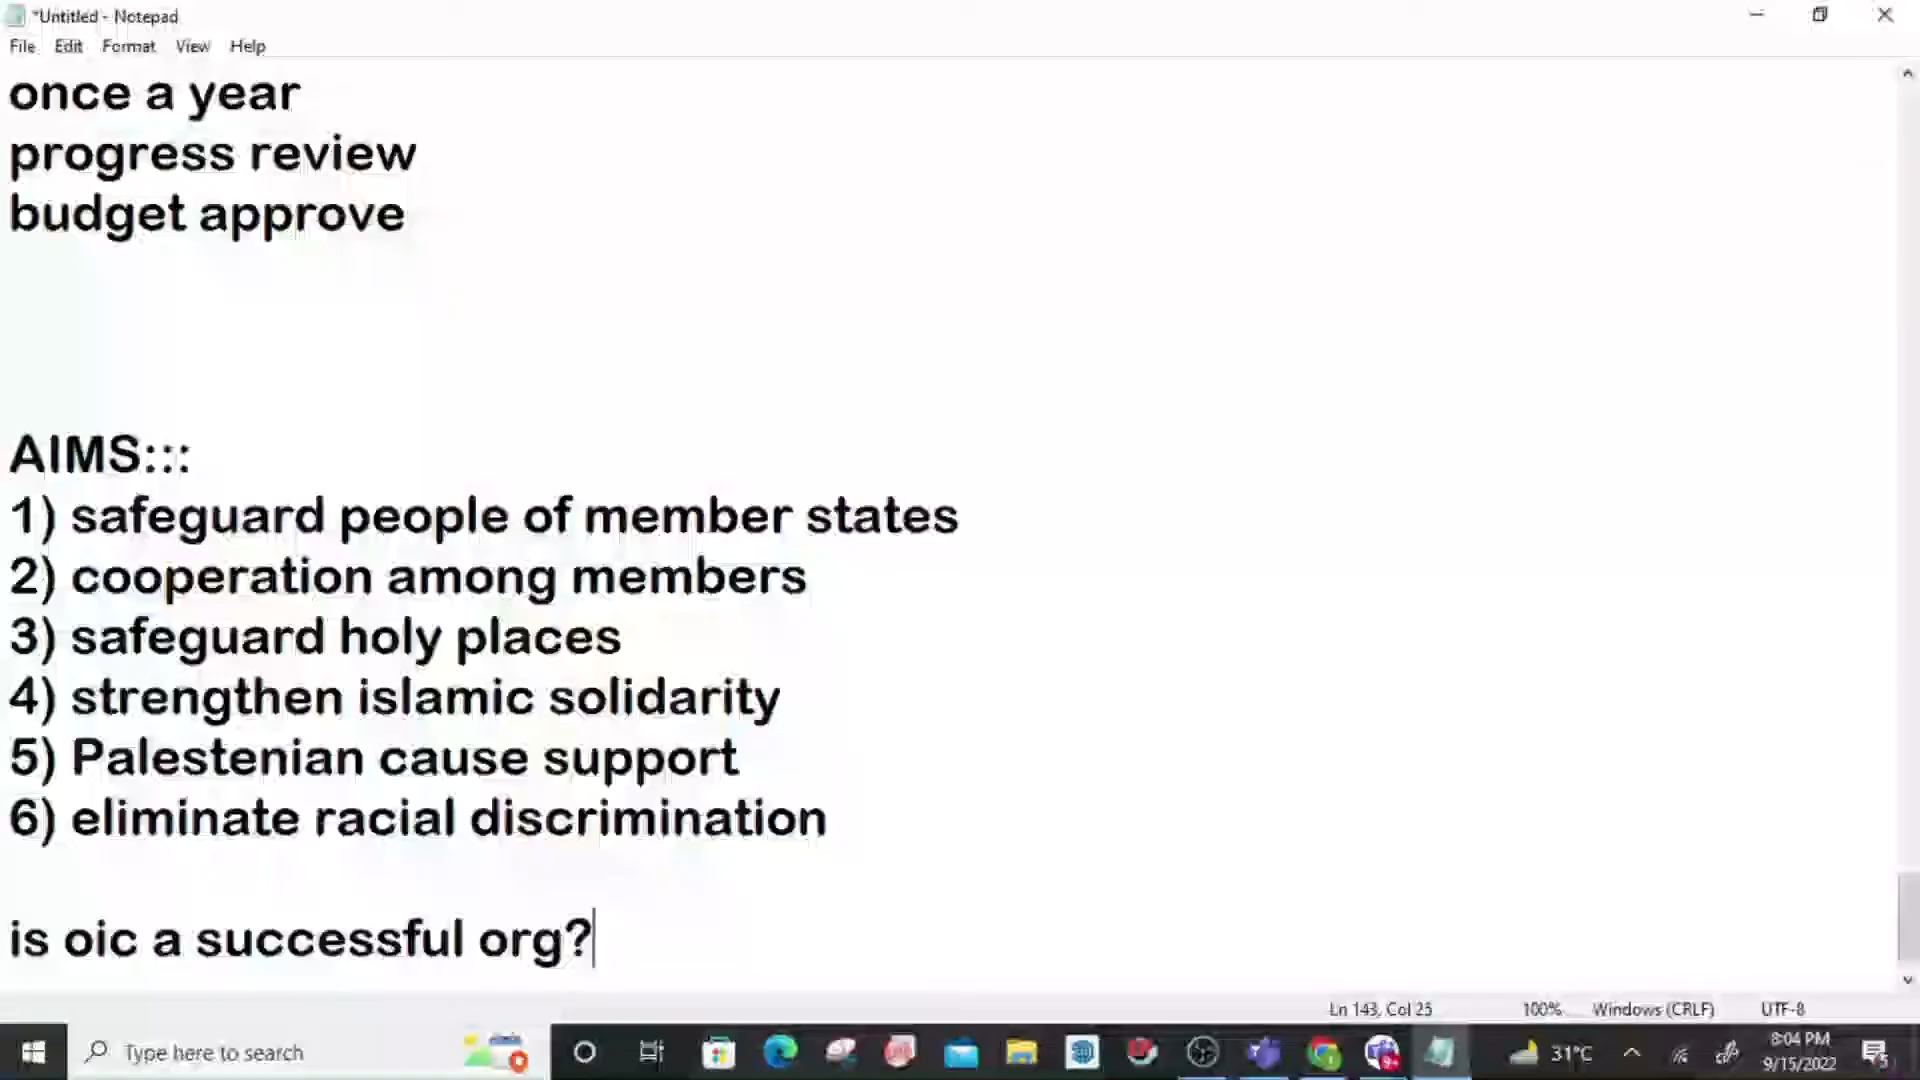 *Untitled - Notepad
File Edit Format View Help
once a year
progress review
budget approve
AIMS:::
1) safeguard people of member states
2) cooperation among members
3) safeguard holy places
4) strengthen islamic solidarity
5) Palestenian cause support
6) eliminate racial discrimination
is oic a successful org?
Ln 143, Col 25 100% Windows (CRLF) UTF-8
Type here to search
31°C
8:04 PM
9/15/2022